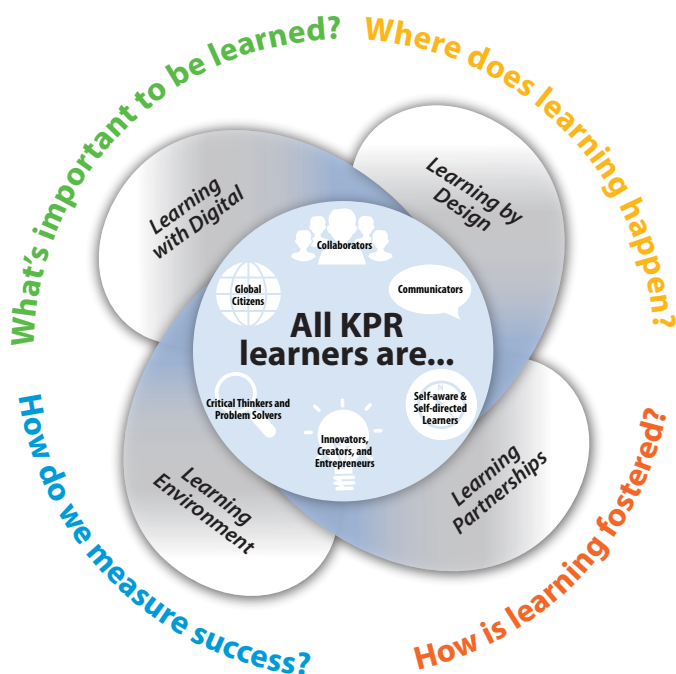 What's important to be learned?
Where does learning happen?
Learning
with Digital
Learning by
Design
Collaborators
Global
Citizens
Communicators
All KPR
learners are...
Critical Thinkers and
Problem Solvers
N
Self-aware &
Self-directed
Learners
Innovators,
Creators, and
Entrepreneurs
Learning
Environment
Learning
Partnerships
How do we measure success?
How is learning fostered?